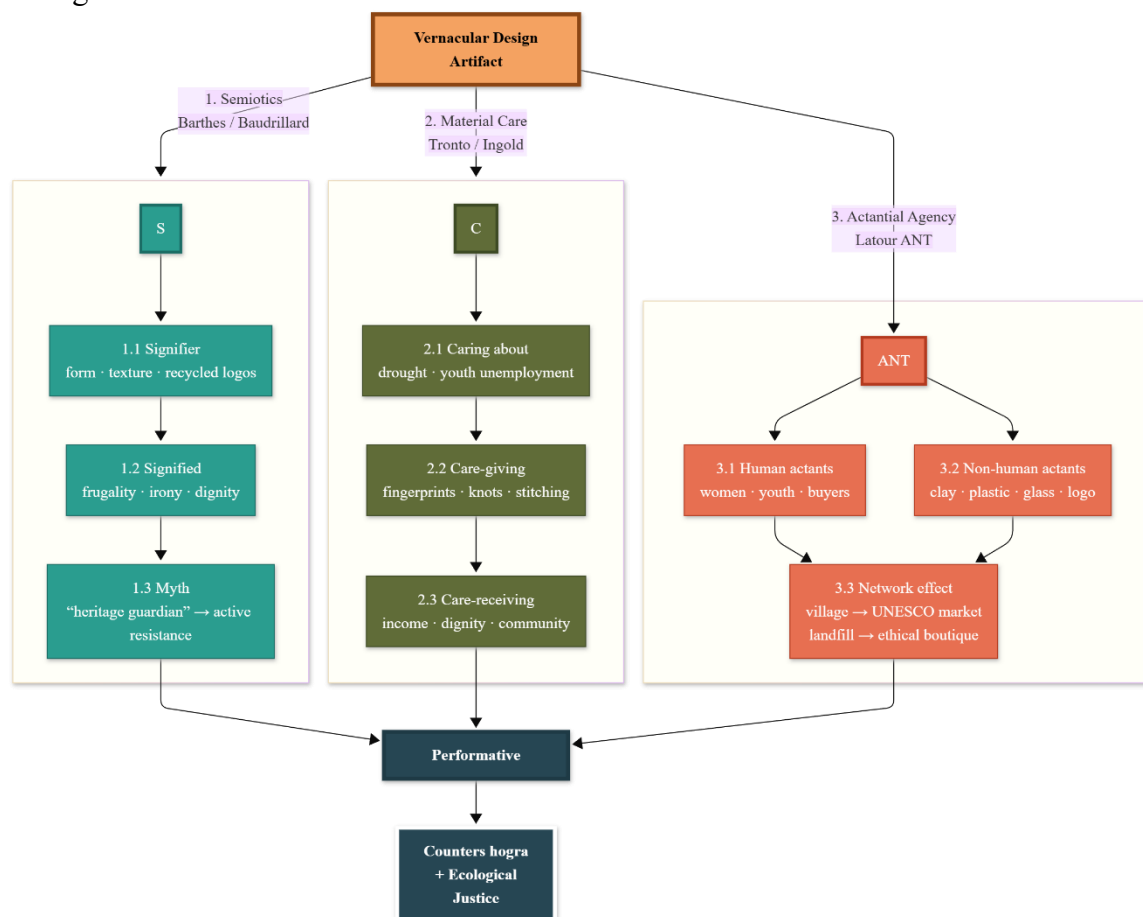 Vernacular Design
Artifact
1. Semiotics
Barthes / Baudrillard
2. Material Care
Tronto / Ingold
3. Actantial Agency
Latour ANT
S
1.1 Signifier
form · texture · recycled logos
1.2 Signified
frugality · irony · dignity
1.3 Myth
“heritage guardian” → active
resistance
C
2.1 Caring about
drought · youth unemployment
2.2 Care-giving
fingerprints · knots · stitching
2.3 Care-receiving
income · dignity · community
ANT
3.1 Human actants
women · youth · buyers
3.2 Non-human actants
clay · plastic · glass · logo
3.3 Network effect
village → UNESCO market
landfill → ethical boutique
Performative
Counters hogra
+ Ecological
Justice